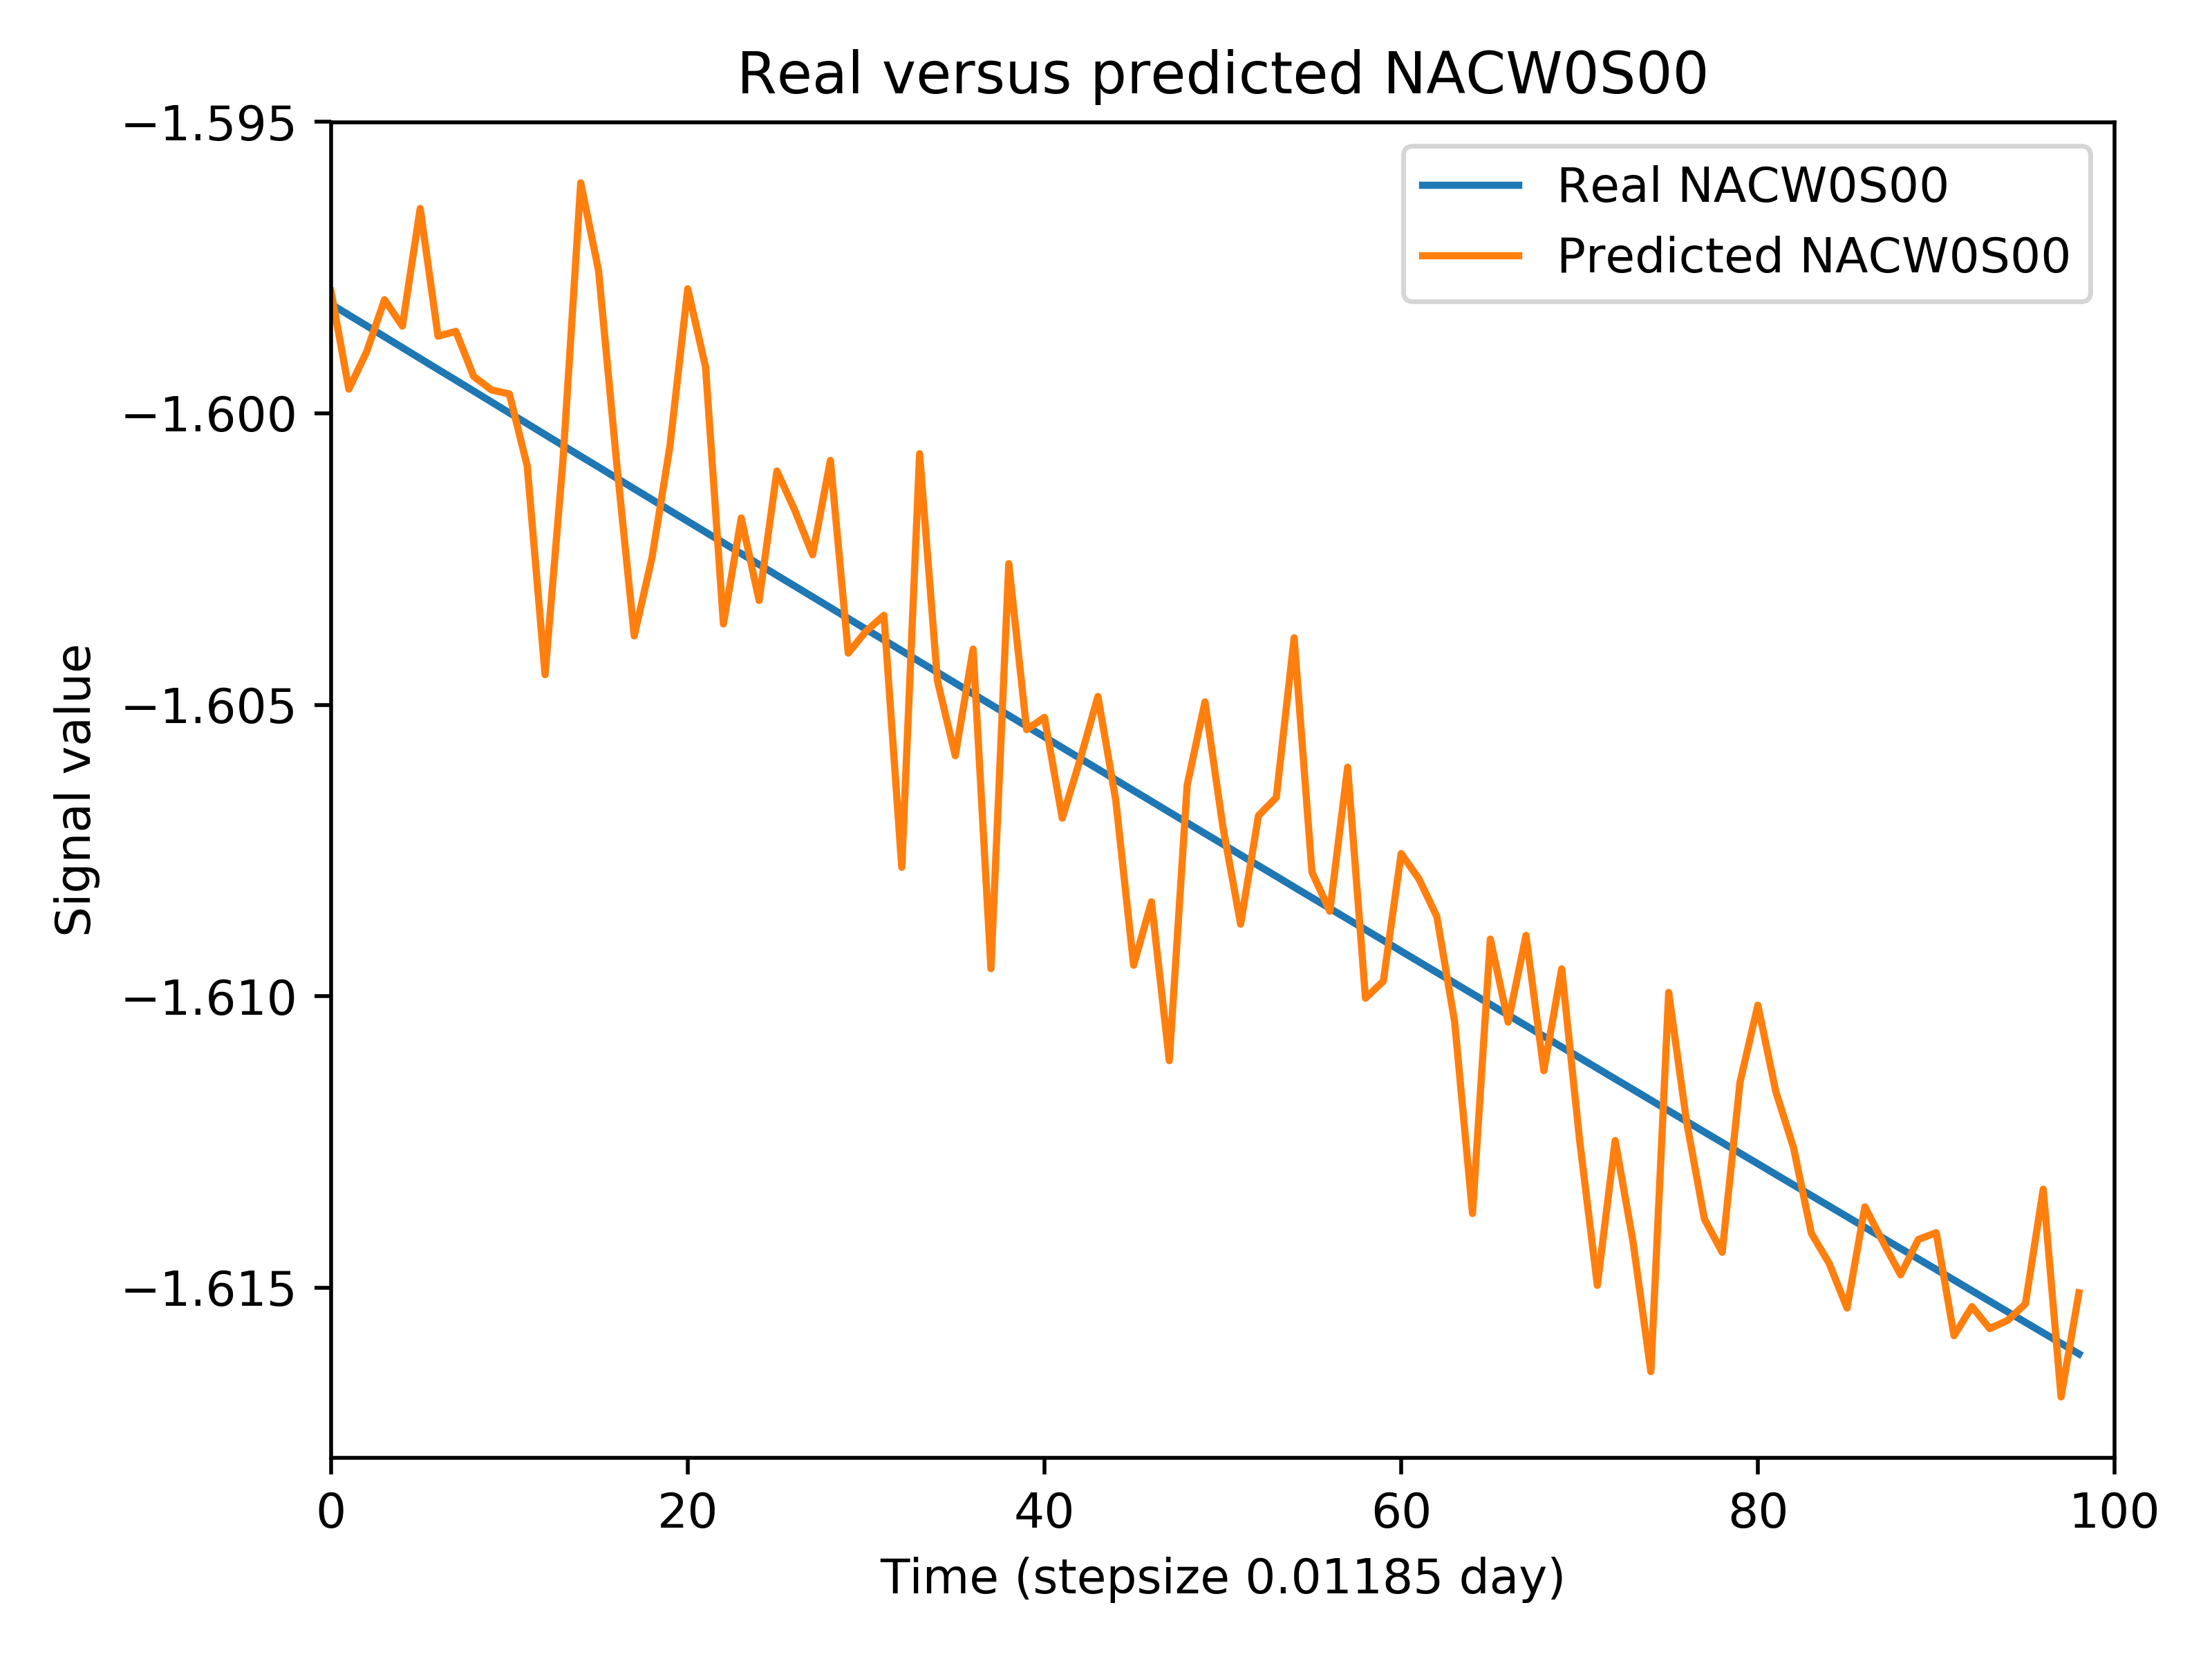 Real versus predicted NACW0S00
−1.595
Real NACW0S00
Predicted NACW0S00
−1.600
−1.605
−1.610
−1.615
Signal value
0 20 40 60 80 100
Time (stepsize 0.01185 day)